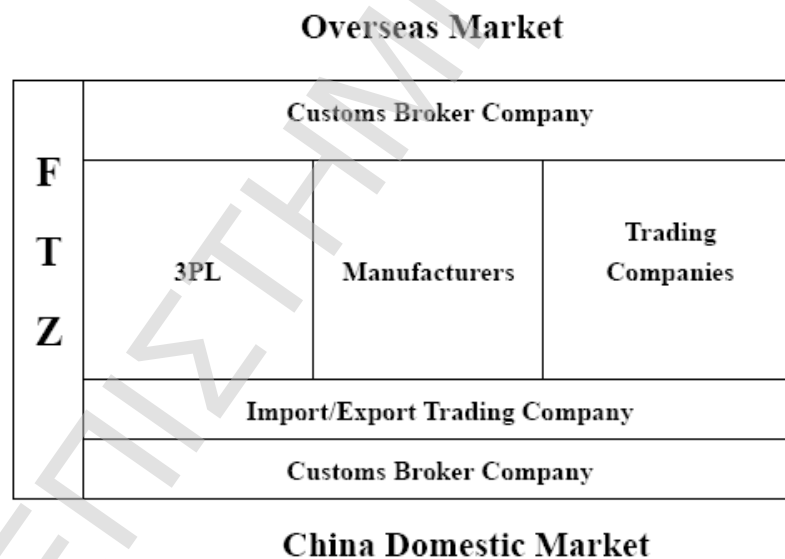 Overseas Market
Customs Broker Company
F
T
Z
3PL
Manufacturers
Trading
Companies
Import/Export Trading Company
Customs Broker Company
China Domestic Market